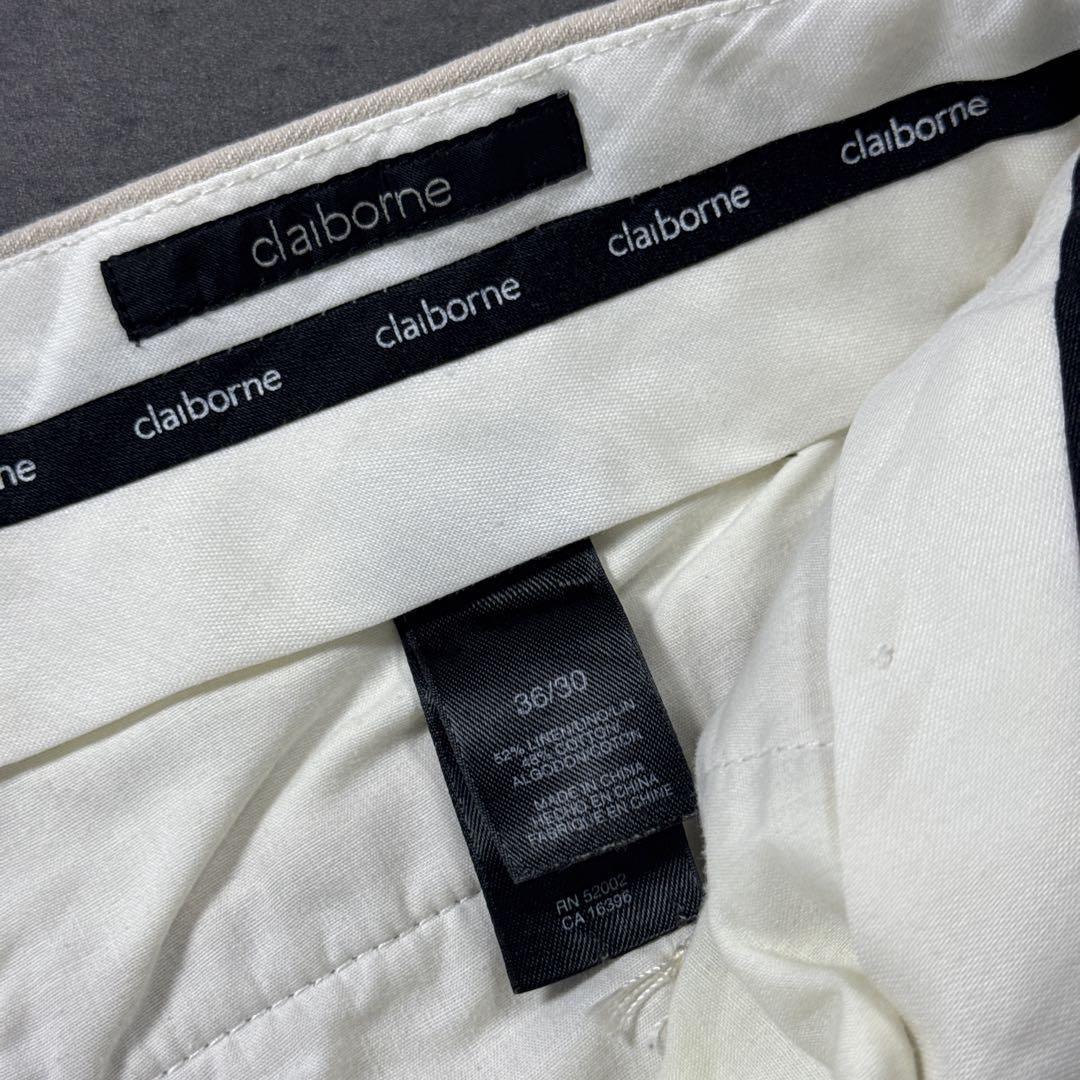 claiborne
claiborne
claiborne
claiborne
claiborne
ne
36/30
52% LINEN/LINO/LIN
48% COTTON
ALGODON/COTON
MADE IN CHINA
HECHO EN CHINA
FABRIQUE EN CHINE
RN 52002
CA 16396